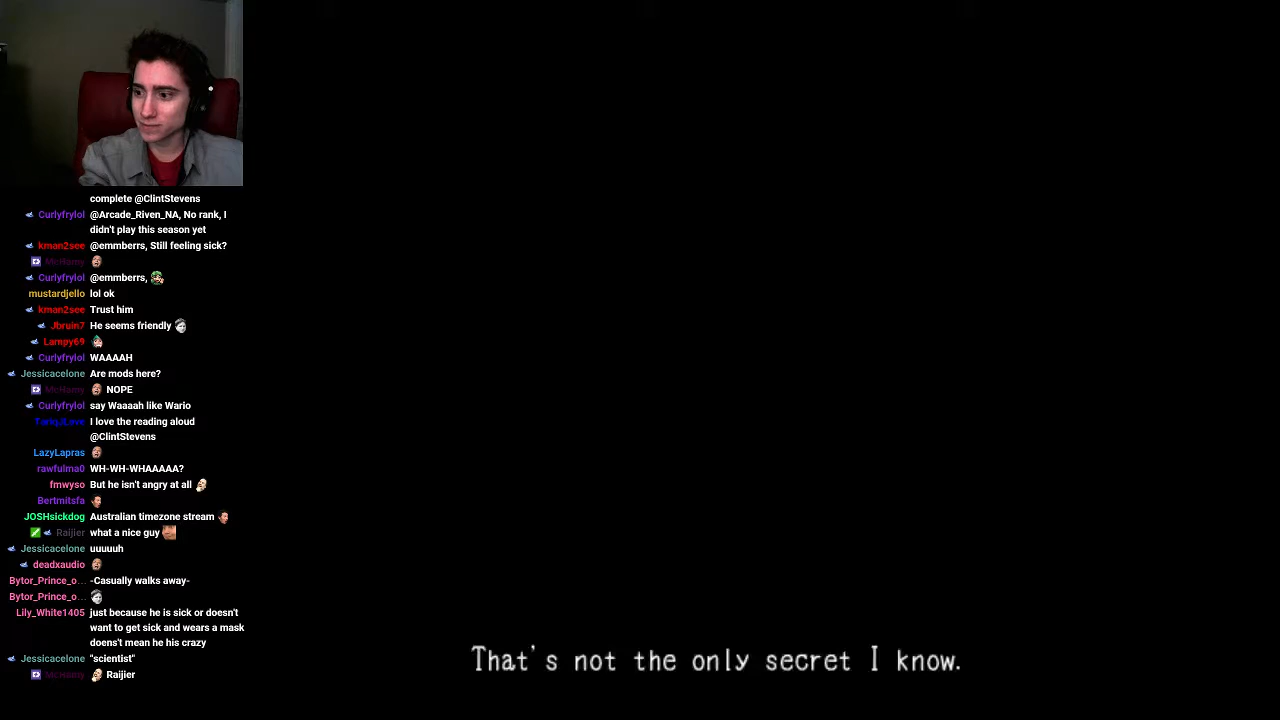 complete @ClintStevens
Curlyfrylol @Arcade_Riven_NA, No rank, I
didn't play this season yet
kman2see @emmberrs, Still feeling sick?
McHamy
Curlyfrylol @emmberrs,
mustardjello lol ok
kman2see Trust him
Jbruin7 He seems friendly
Lampy69
Curlyfrylol WAAAAH
Jessicacelone Are mods here?
McHamy NOPE
Curlyfrylol say Waaaah like Wario
I love the reading aloud
@ClintStevens
LazyLapras
rawfulma0 WH-WH-WHAAAAA?
fmwyso But he isn't angry at all
Bertmitsfa
JOSHsickdog Australian timezone stream
Raijier what a nice guy
Jessicacelone uuuuuh
deadxaudio
Bytor_Prince_o... -Casually walks away-
Bytor_Prince_o...
Lily_White1405 just because he is sick or doesn't
want to get sick and wears a mask
doens't mean he his crazy
Jessicacelone "scientist"
McHamy Raijier
That's not the only secret I know.